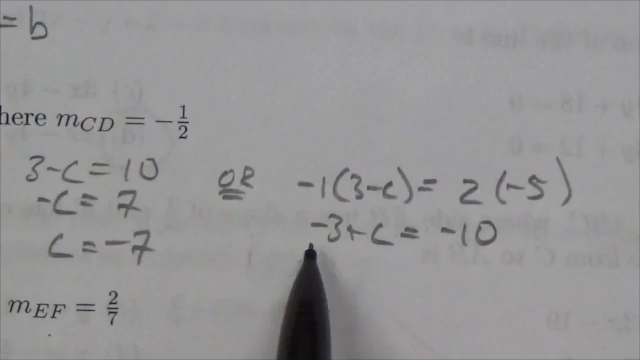 = b
here m_CD = -1/2
3-c = 10 OR -1(3-c) = 2(-5)
-c = 7 -3+c = -10
c = -7
m_EF = 2/7